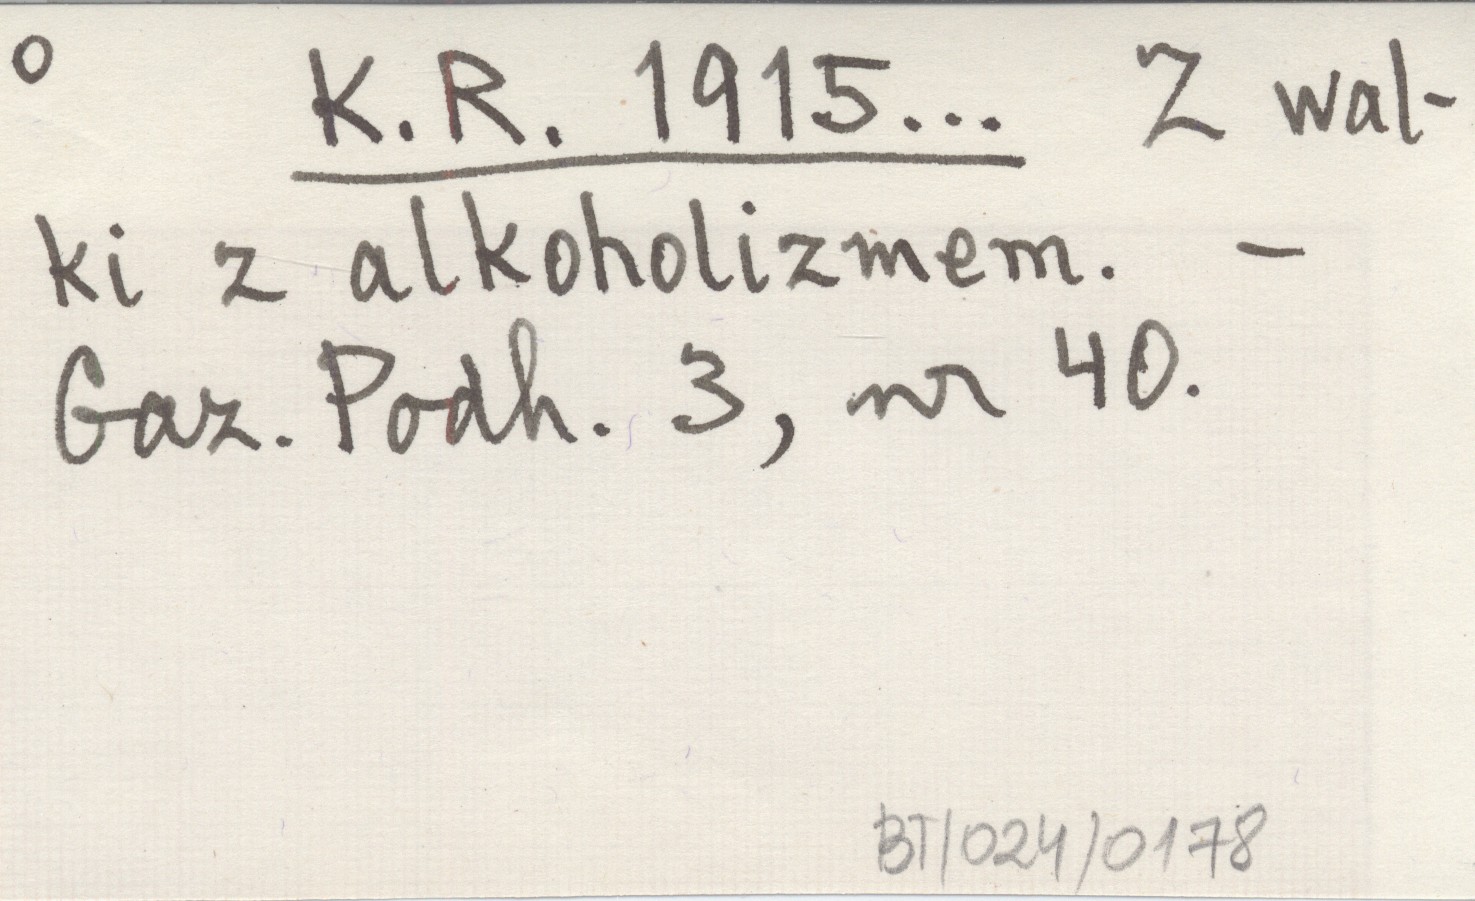 o K.R. 1915... Z wal-
ki z alkoholizmem. –
Gaz. Podh. 3, nr 40.
BT/024/0178